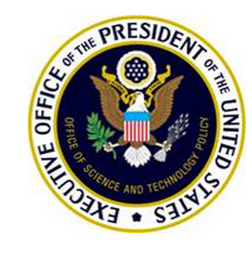 EXECUTIVE OFFICE OF THE PRESIDENT OF THE UNITED STATES
OFFICE OF SCIENCE AND TECHNOLOGY POLICY